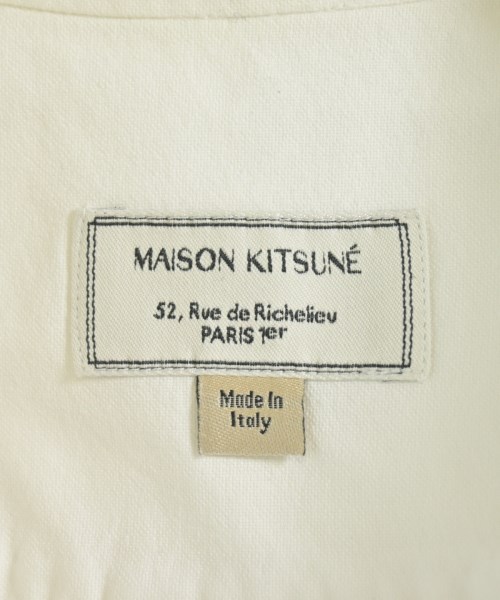 MAISON KITSUNÉ
52, Rue de Richelieu
PARIS 1er
Made In
Italy